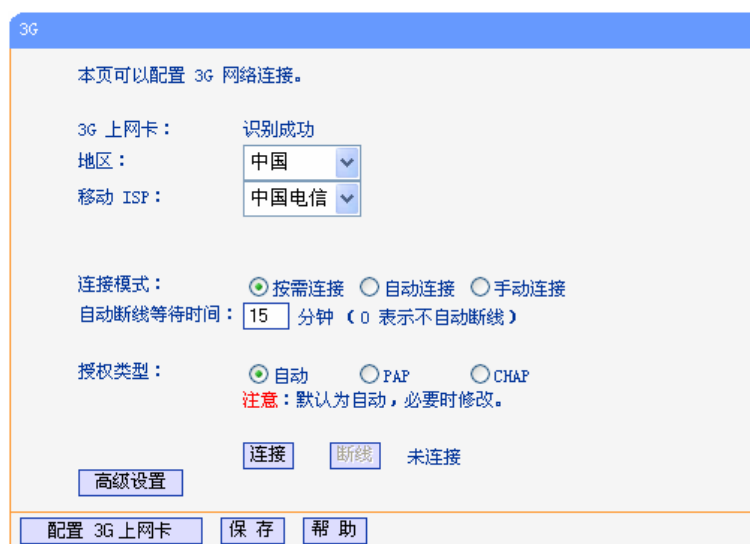 3G
本页可以配置 3G 网络连接。
3G 上网卡： 识别成功
地区： 中国
移动 ISP： 中国电信
连接模式： 按需连接 自动连接 手动连接
自动断线等待时间： 15 分钟 （0 表示不自动断线）
授权类型： 自动 PAP CHAP
注意：默认为自动，必要时修改。
连接 断线 未连接
高级设置
配置 3G上网卡 保 存 帮 助